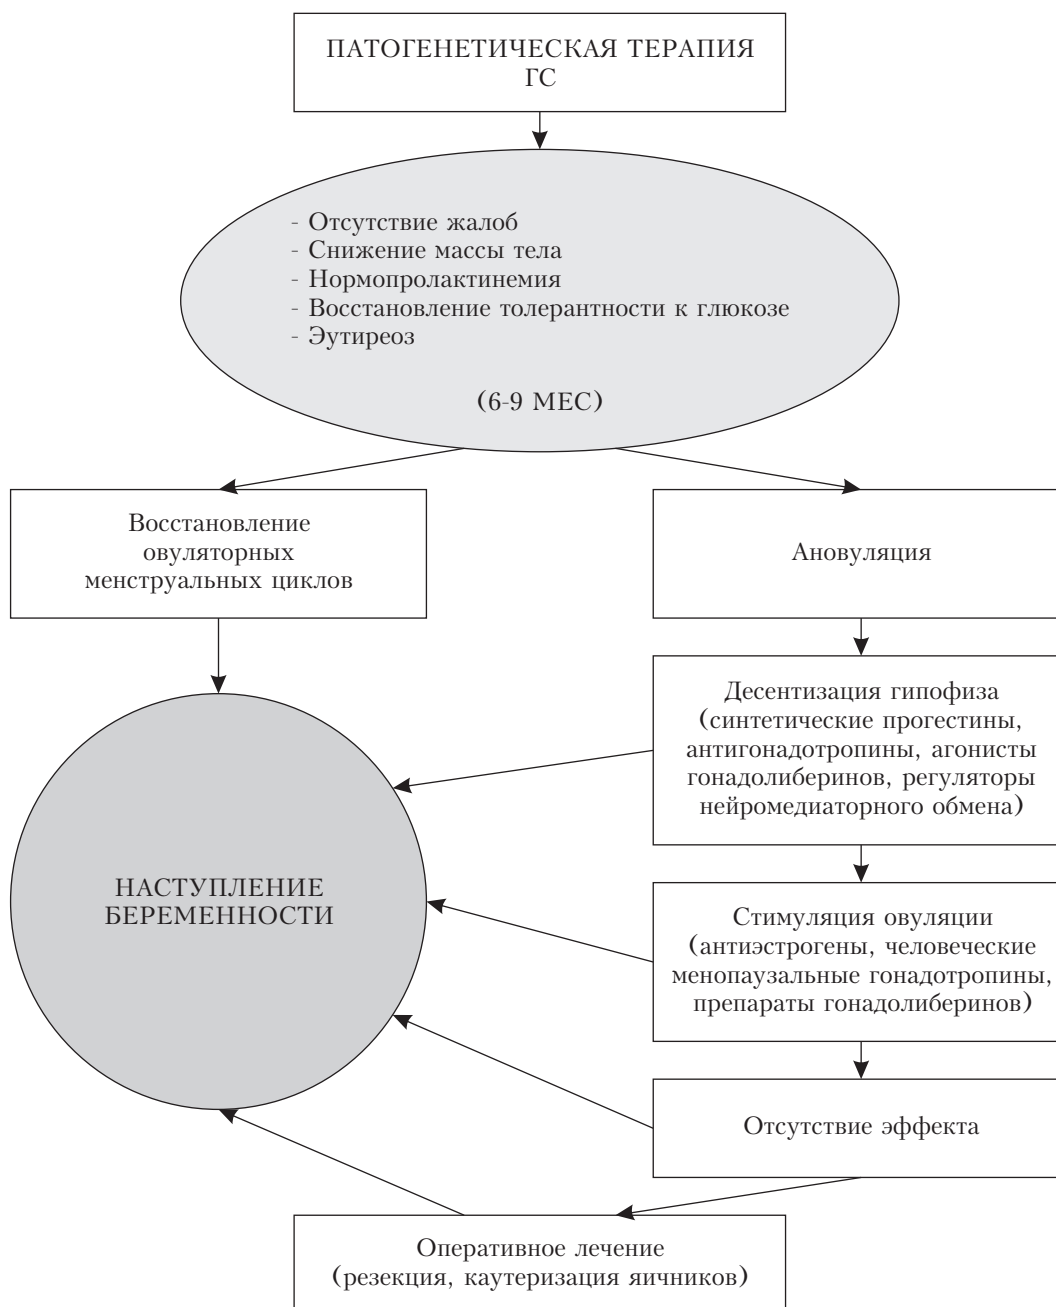 ПАТОГЕНЕТИЧЕСКАЯ ТЕРАПИЯ
ГС
- Отсутствие жалоб
- Снижение массы тела
- Нормопролактинемия
- Восстановление толерантности к глюкозе
- Эутиреоз
(6-9 МЕС)
Восстановление
овуляторных
менструальных циклов
Ановуляция
Десентизация гипофиза
(синтетические прогестины,
антигонадотропины, агонисты
гонадолиберинов, регуляторы
нейромедиаторного обмена)
НАСТУПЛЕНИЕ
БЕРЕМЕННОСТИ
Стимуляция овуляции
(антиэстрогены, человеческие
менопаузальные гонадотропины,
препараты гонадолиберинов)
Отсутствие эффекта
Оперативное лечение
(резекция, каутеризация яичников)